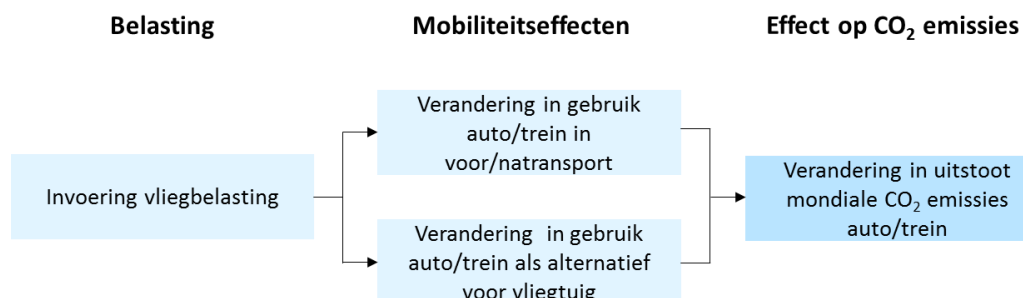 Belasting
Mobiliteitseffecten
Effect op CO₂ emissies
Invoering vliegbelasting
Verandering in gebruik
auto/trein in
voor/natransport
Verandering in gebruik
auto/trein als alternatief
voor vliegtuig
Verandering in uitstoot
mondiale CO₂ emissies
auto/trein